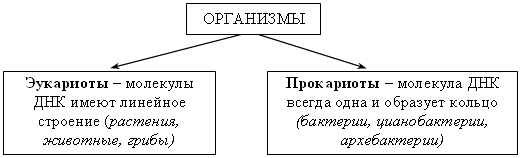 ОРГАНИЗМЫ
Эукариоты – молекулы
ДНК имеют линейное
строение (растения,
животные, грибы)
Прокариоты – молекула ДНК
всегда одна и образует кольцо
(бактерии, цианобактерии,
архебактерии)